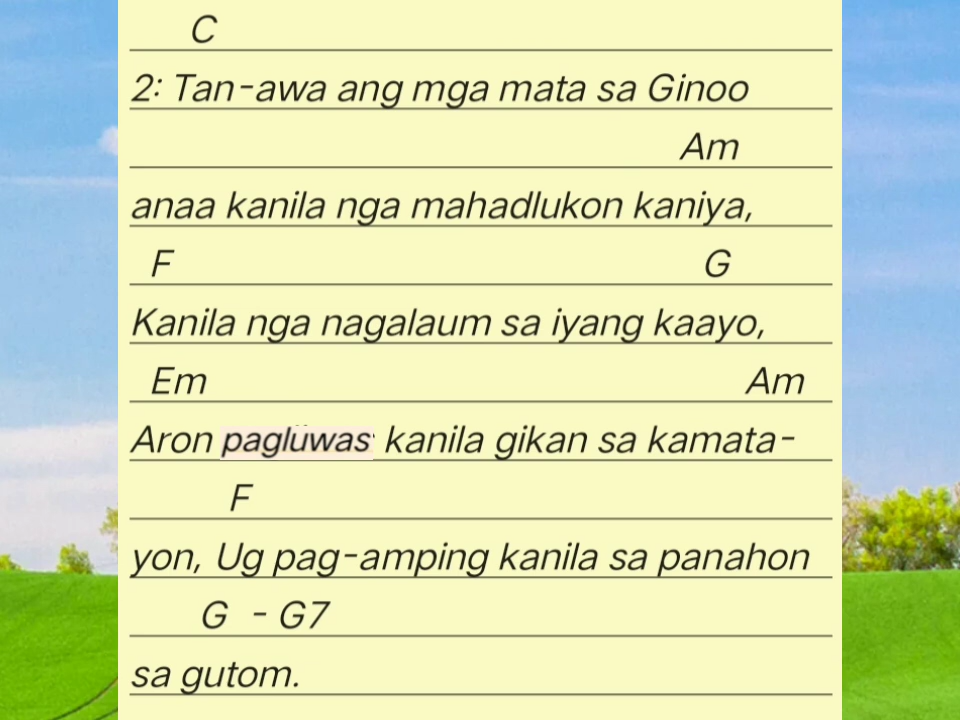 C
2: Tan-awa ang mga mata sa Ginoo
Am
anaa kanila nga mahadlukon kaniya,
F G
Kanila nga nagalaum sa iyang kaayo,
Em Am
Aron pagluwas kanila gikan sa kamata-
F
yon, Ug pag-amping kanila sa panahon
G - G7
sa gutom.